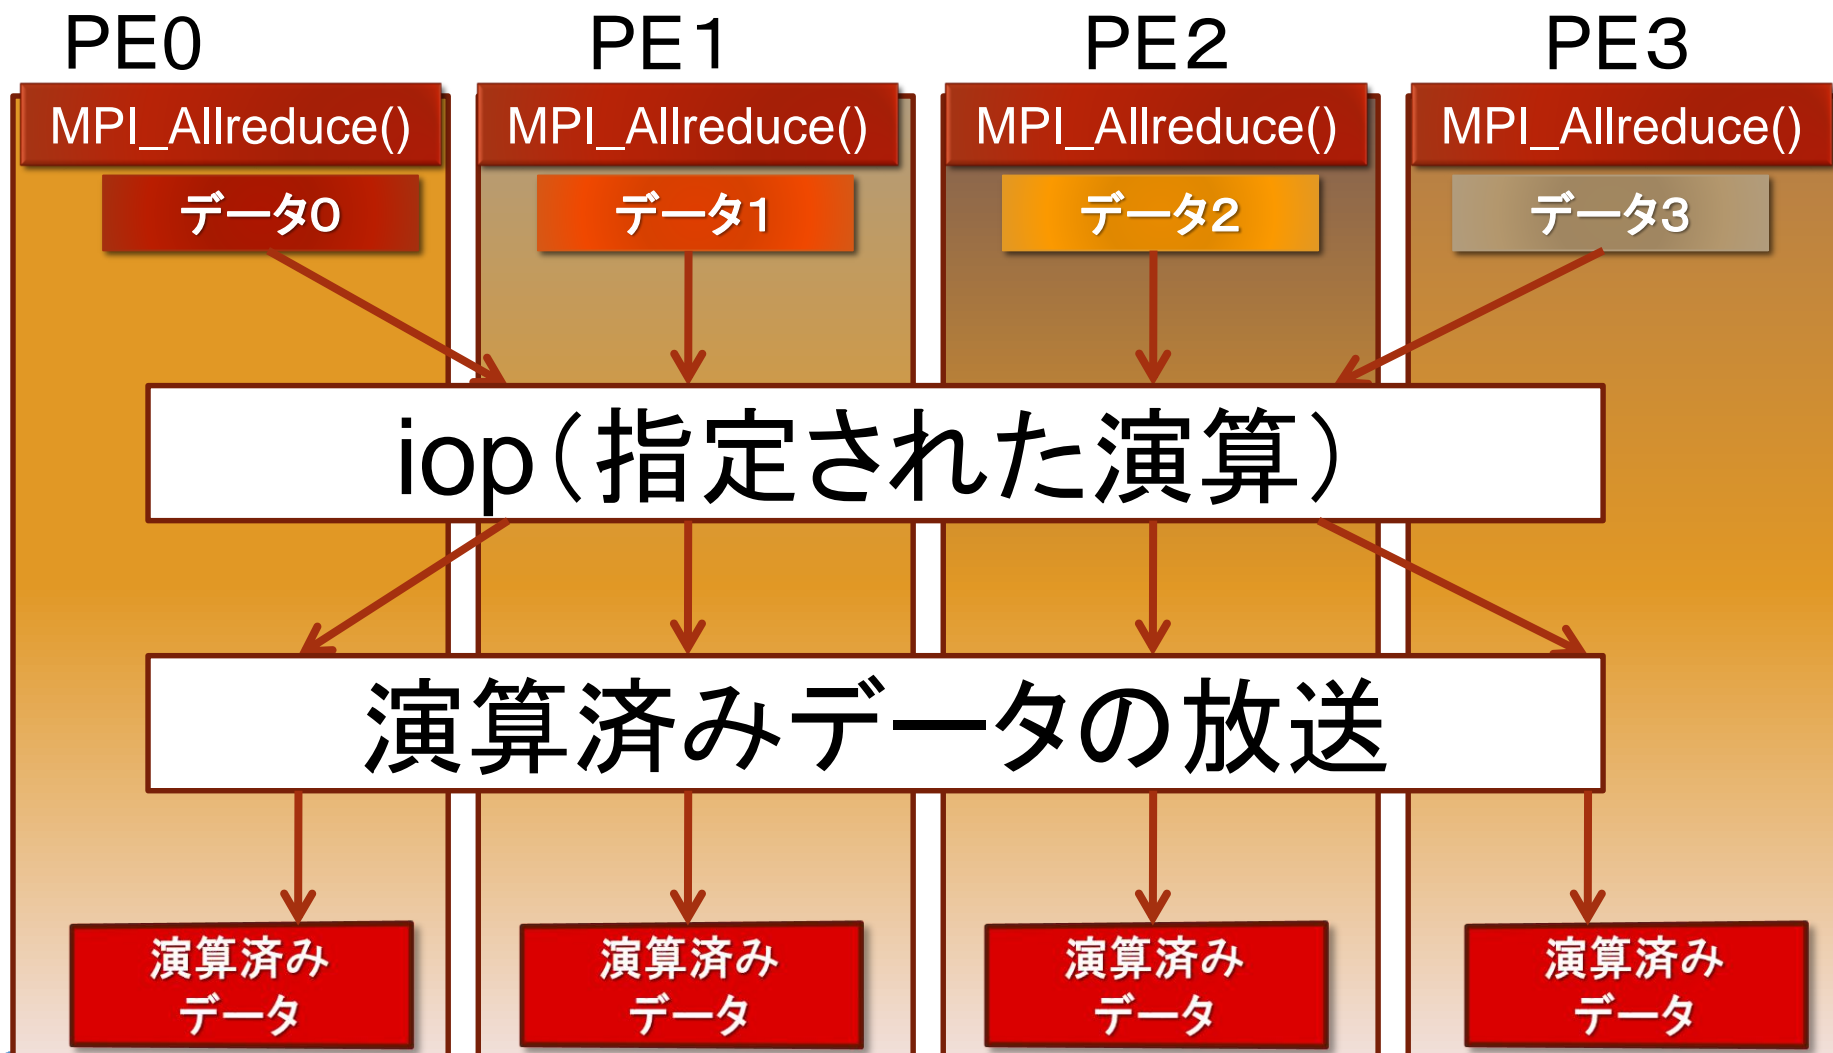 PE0
PE1
PE2
PE3
MPI_Allreduce()
MPI_Allreduce()
MPI_Allreduce()
MPI_Allreduce()
データ0
データ1
データ2
データ3
iop（指定された演算）
演算済みデータの放送
演算済み
データ
演算済み
データ
演算済み
データ
演算済み
データ